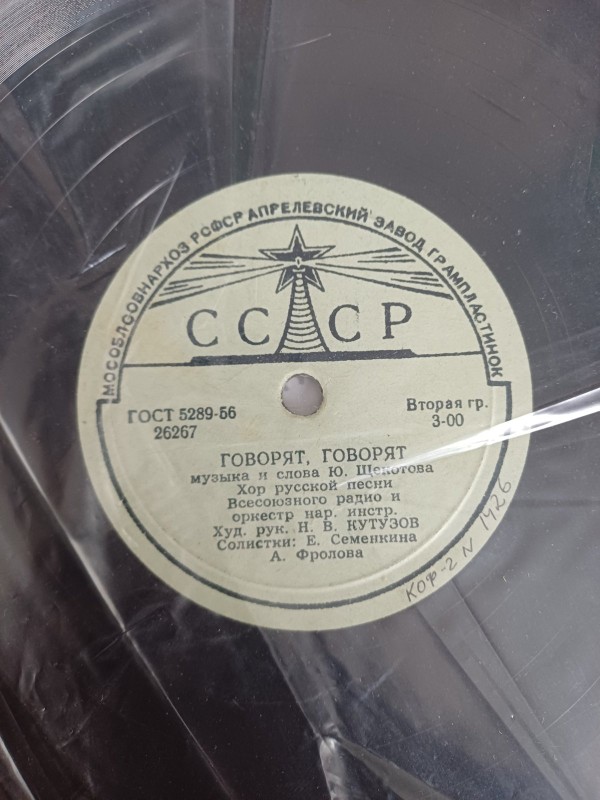 МОСОБЛСОВНАРХОЗ РСФСР АПРЕЛЕВСКИЙ ЗАВОД ГРАМПЛАСТИНОК
СССР
ГОСТ 5289-56
26267
Вторая гр.
3-00
ГОВОРЯТ, ГОВОРЯТ
музыка и слова Ю. Щекотова
Хор русской песни
Всесоюзного радио и
оркестр нар. инстр.
Худ. рук. Н. В. КУТУЗОВ
Солистки: Е. Семенкина
А. Фролова
КОФ-2 N 1426